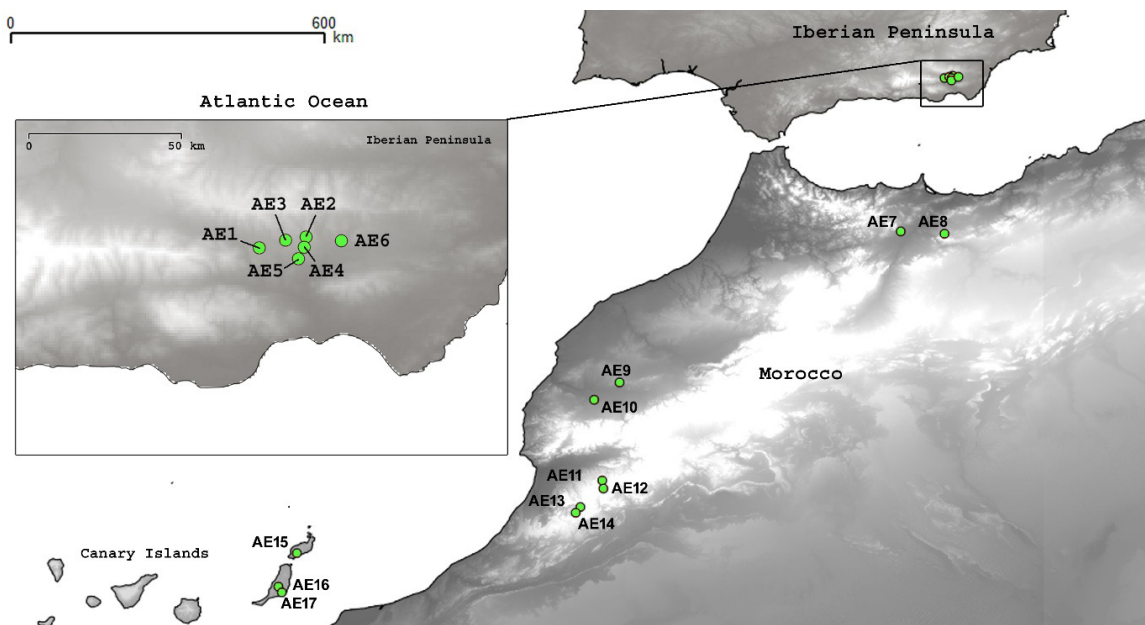 0 600
km
Iberian Peninsula
Atlantic Ocean
0 50 km
Iberian Peninsula
AE3 AE2
AE1 AE6
AE5 AE4
AE7 AE8
AE9
Morocco
AE10
AE11
AE12
AE13
AE14
AE15
Canary Islands
AE16
AE17